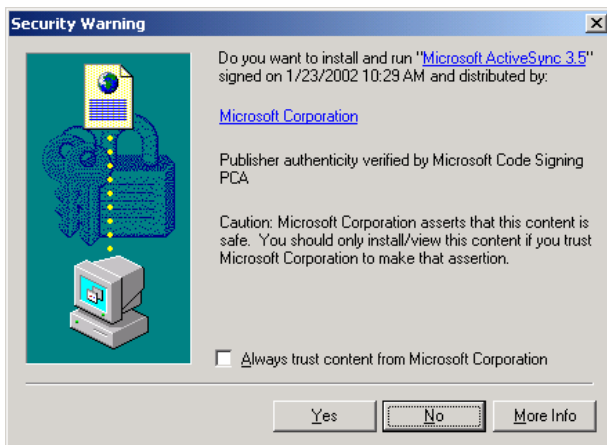 Security Warning
Do you want to install and run "Microsoft ActiveSync 3.5"
signed on 1/23/2002 10:29 AM and distributed by:
Microsoft Corporation
Publisher authenticity verified by Microsoft Code Signing
PCA
Caution: Microsoft Corporation asserts that this content is
safe. You should only install/view this content if you trust
Microsoft Corporation to make that assertion.
Always trust content from Microsoft Corporation
Yes No More Info